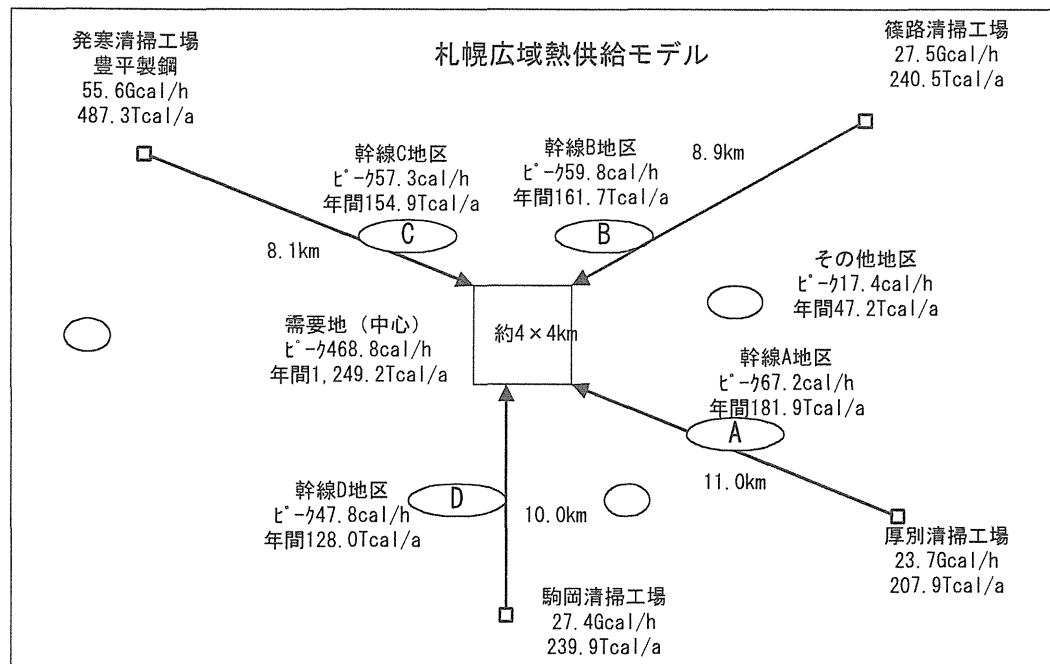 札幌広域熱供給モデル
発寒清掃工場
豊平製鋼
55.6Gcal/h
487.3Tcal/a
篠路清掃工場
27.5Gcal/h
240.5Tcal/a
幹線C地区
ピーク57.3cal/h
年間154.9Tcal/a
幹線B地区
ピーク59.8cal/h
年間161.7Tcal/a
8.9km
C
B
8.1km
その他地区
ピーク17.4cal/h
年間47.2Tcal/a
需要地（中心）
ピーク468.8cal/h
年間1,249.2Tcal/a
約4×4km
幹線A地区
ピーク67.2cal/h
年間181.9Tcal/a
A
11.0km
幹線D地区
ピーク47.8cal/h
年間128.0Tcal/a
D
10.0km
厚別清掃工場
23.7Gcal/h
207.9Tcal/a
駒岡清掃工場
27.4Gcal/h
239.9Tcal/a